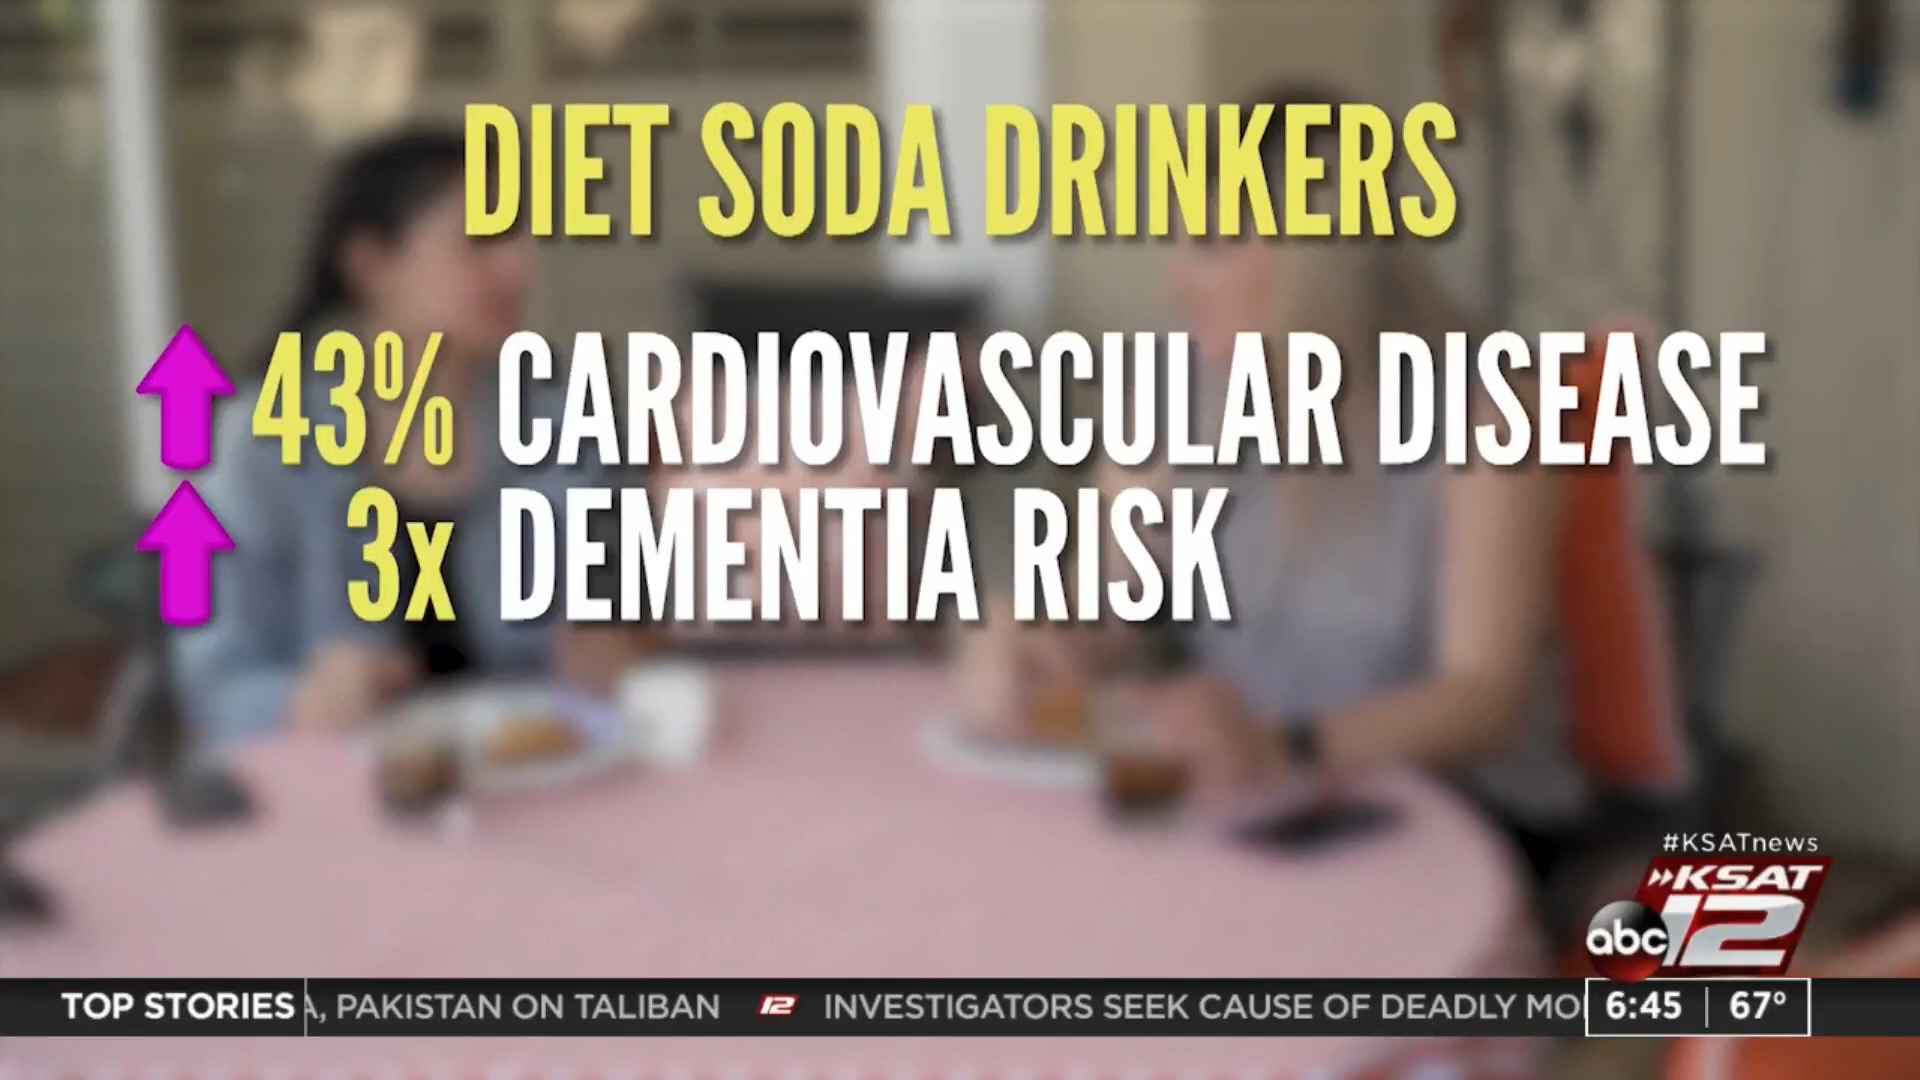 DIET SODA DRINKERS
43% CARDIOVASCULAR DISEASE
3x DEMENTIA RISK
#KSATnews
KSAT
abc 12
TOP STORIES A, PAKISTAN ON TALIBAN 12 INVESTIGATORS SEEK CAUSE OF DEADLY MO 6:45 67°